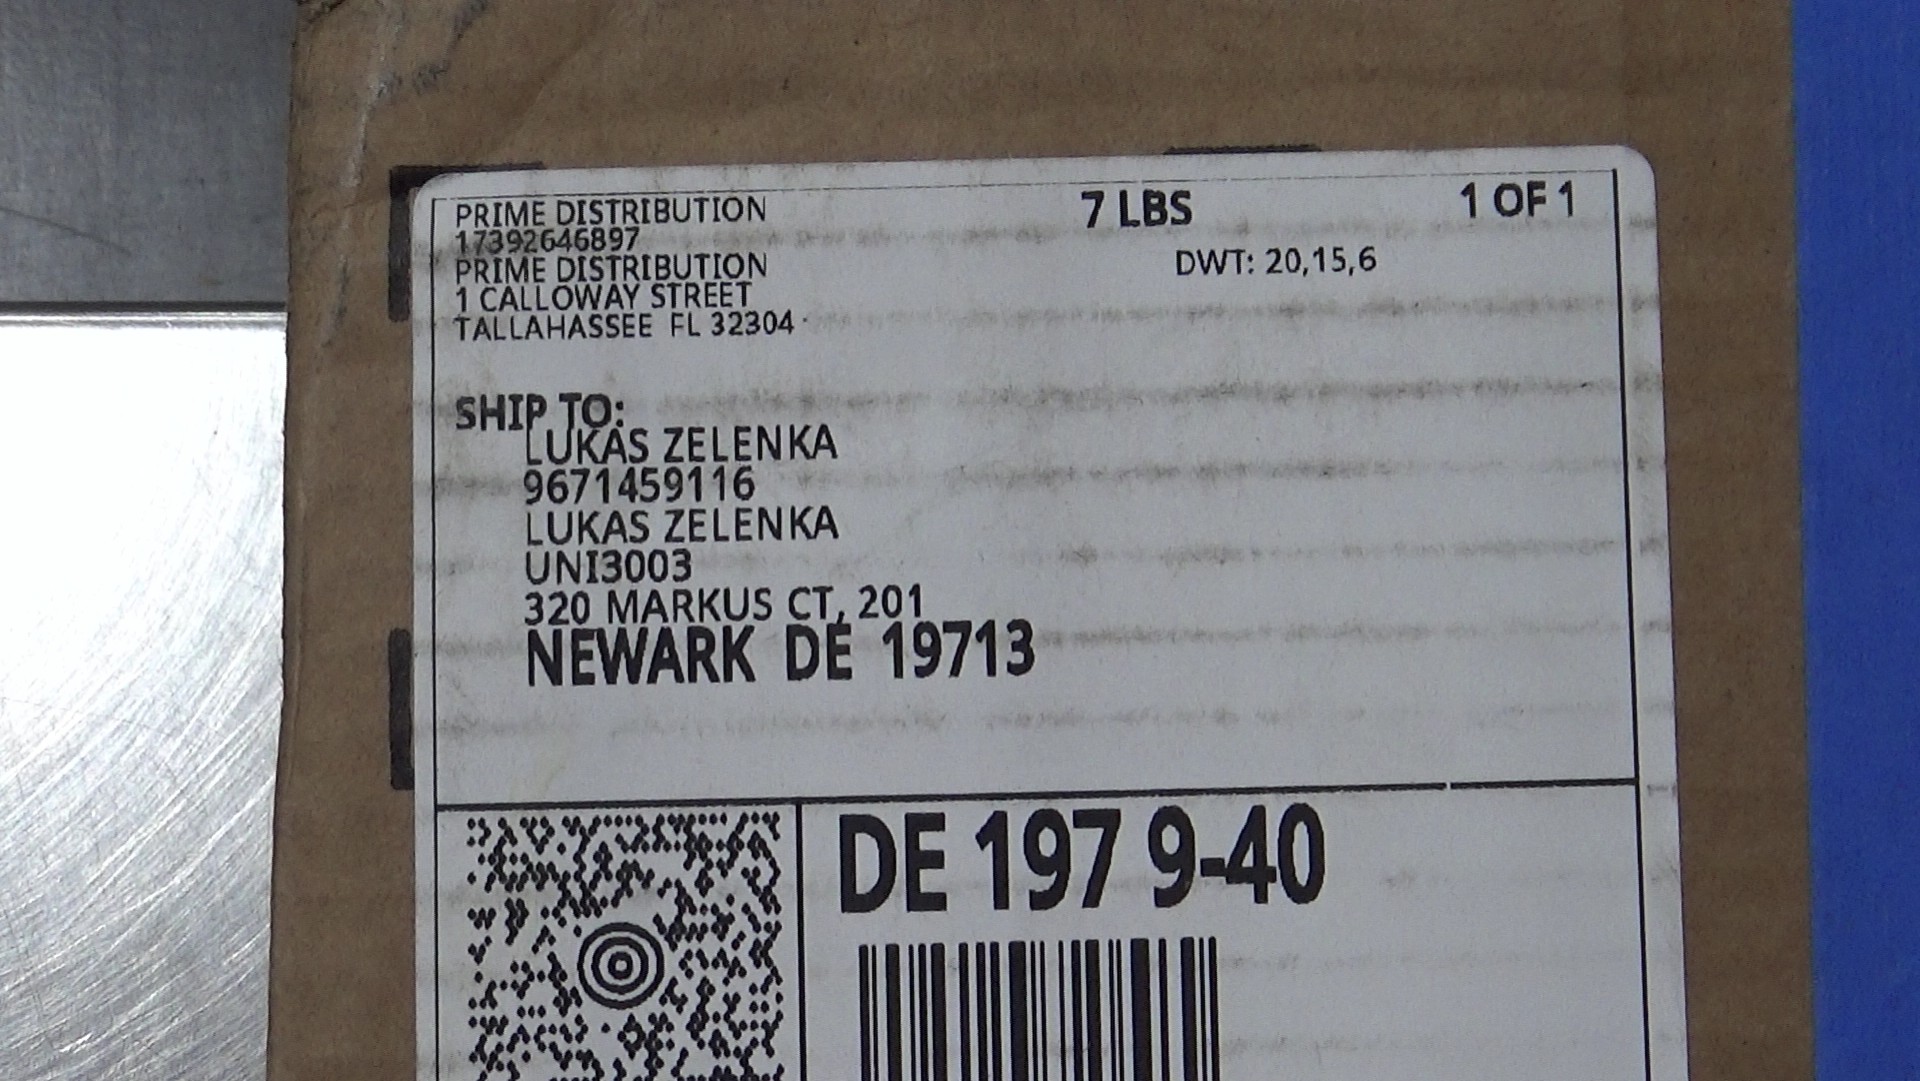 PRIME DISTRIBUTION
17392646897
PRIME DISTRIBUTION
1 CALLOWAY STREET
TALLAHASSEE FL 32304
7 LBS
1 OF 1
DWT: 20,15,6
SHIP TO:
LUKAS ZELENKA
9671459116
LUKAS ZELENKA
UNI3003
320 MARKUS CT, 201
NEWARK DE 19713
DE 197 9-40